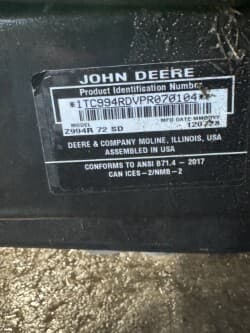 JOHN DEERE
Product Identification Number
*1TC994RDVPR070104*
MODEL MFG DATE MMDDYY
Z994R 72 SD
DEERE & COMPANY MOLINE, ILLINOIS, USA
ASSEMBLED IN USA
CONFORMS TO ANSI B71.4 - 2017
CAN ICES-2/NMB-2